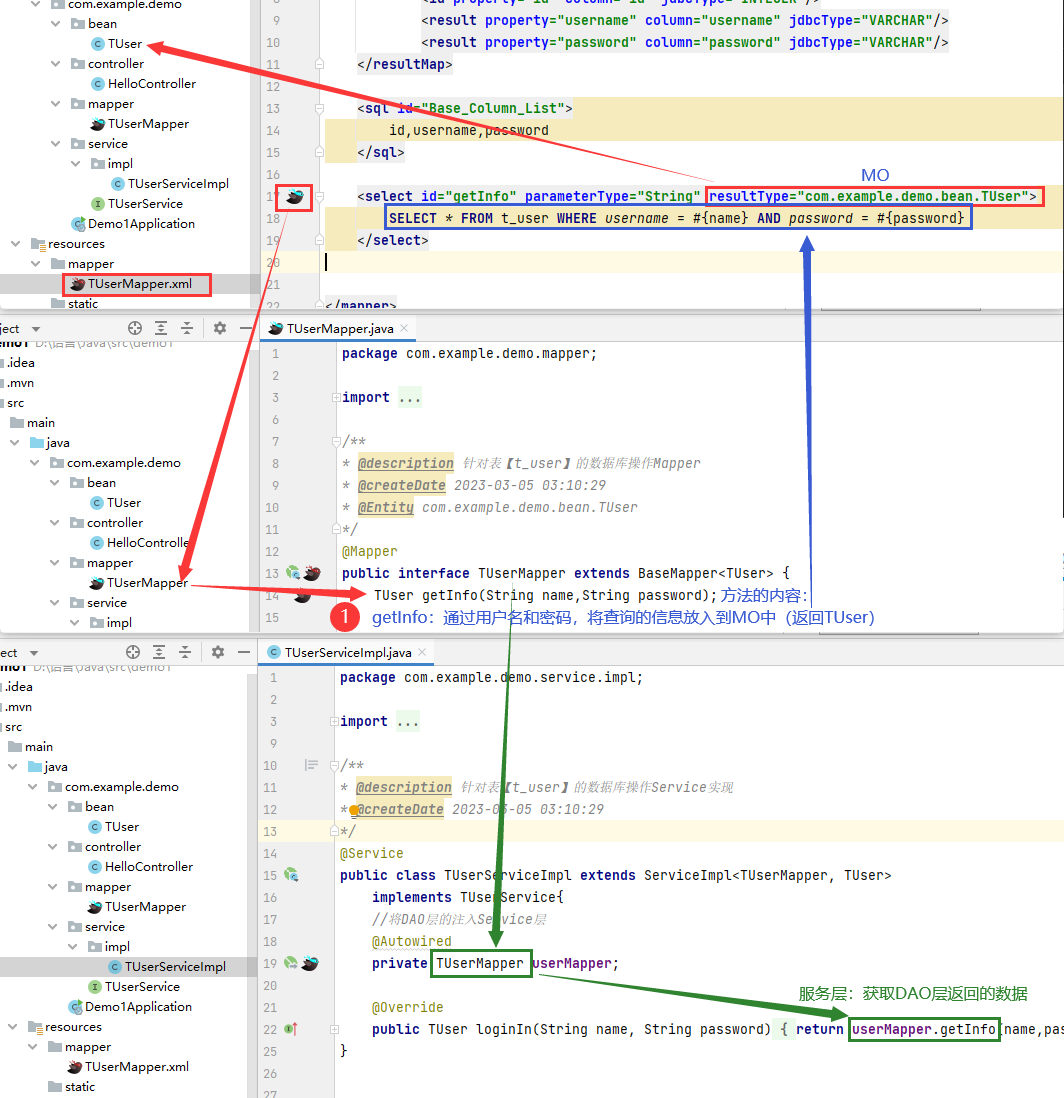 com.example.demo
bean
TUser
controller
HelloController
mapper
TUserMapper
service
impl
TUserServiceImpl
TUserService
Demo1Application
resources
mapper
TUserMapper.xml
static
9 <result property="username" column="username" jdbcType="VARCHAR"/>
10 <result property="password" column="password" jdbcType="VARCHAR"/>
11 </resultMap>
12
13 <sql id="Base_Column_List">
14 id,username,password
15 </sql>
16
MO
17 <select id="getInfo" parameterType="String" resultType="com.example.demo.bean.TUser">
18 SELECT * FROM t_user WHERE username = #{name} AND password = #{password}
19 </select>
20
21
22 </mapper>
ject
.idea
.mvn
src
main
java
com.example.demo
bean
TUser
controller
HelloController
mapper
TUserMapper
service
impl
TUserMapper.java
1 package com.example.demo.mapper;
2
3 import ...
6
7 /**
8 * @description 针对表【t_user】的数据库操作Mapper
9 * @createDate 2023-03-05 03:10:29
10 * @Entity com.example.demo.bean.TUser
11 */
12 @Mapper
13 public interface TUserMapper extends BaseMapper<TUser> {
14 TUser getInfo(String name,String password); 方法的内容：
15
1 getInfo：通过用户名和密码，将查询的信息放入到MO中（返回TUser）
ect
.idea
.mvn
src
main
java
com.example.demo
bean
TUser
controller
HelloController
mapper
TUserMapper
service
impl
TUserServiceImpl
TUserService
Demo1Application
resources
mapper
TUserMapper.xml
static
TUserServiceImpl.java
1 package com.example.demo.service.impl;
2
3 import ...
9
10 /**
11 * @description 针对表【t_user】的数据库操作Service实现
12 * @createDate 2023-03-05 03:10:29
13 */
14 @Service
15 public class TUserServiceImpl extends ServiceImpl<TUserMapper, TUser>
16 implements TUserService{
17 //将DAO层的注入Service层
18 @Autowired
19 private TUserMapper userMapper;
20
服务层：获取DAO层返回的数据
21 @Override
22 public TUser loginIn(String name, String password) { return userMapper.getInfo(name,pas
25 }
26
27